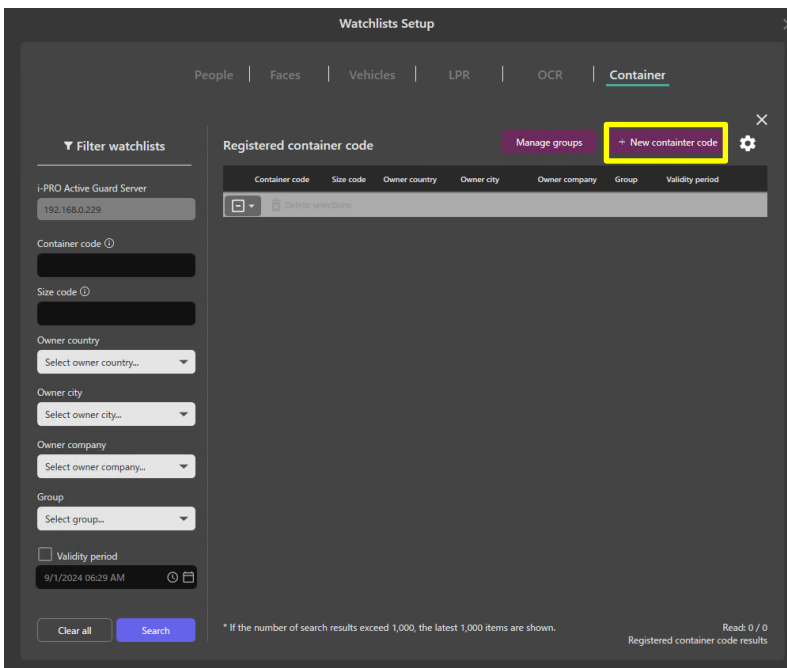 Watchlists Setup
People Faces Vehicles LPR OCR Container
Filter watchlists
i-PRO Active Guard Server
192.168.0.229
Container code
Size code
Owner country
Select owner country...
Owner city
Select owner city...
Owner company
Select owner company...
Group
Select group...
Validity period
9/1/2024 06:29 AM
Clear all Search
Registered container code
Manage groups
+ New containter code
Container code Size code Owner country Owner city Owner company Group Validity period
Delete selections
* If the number of search results exceed 1,000, the latest 1,000 items are shown.
Read: 0 / 0
Registered container code results